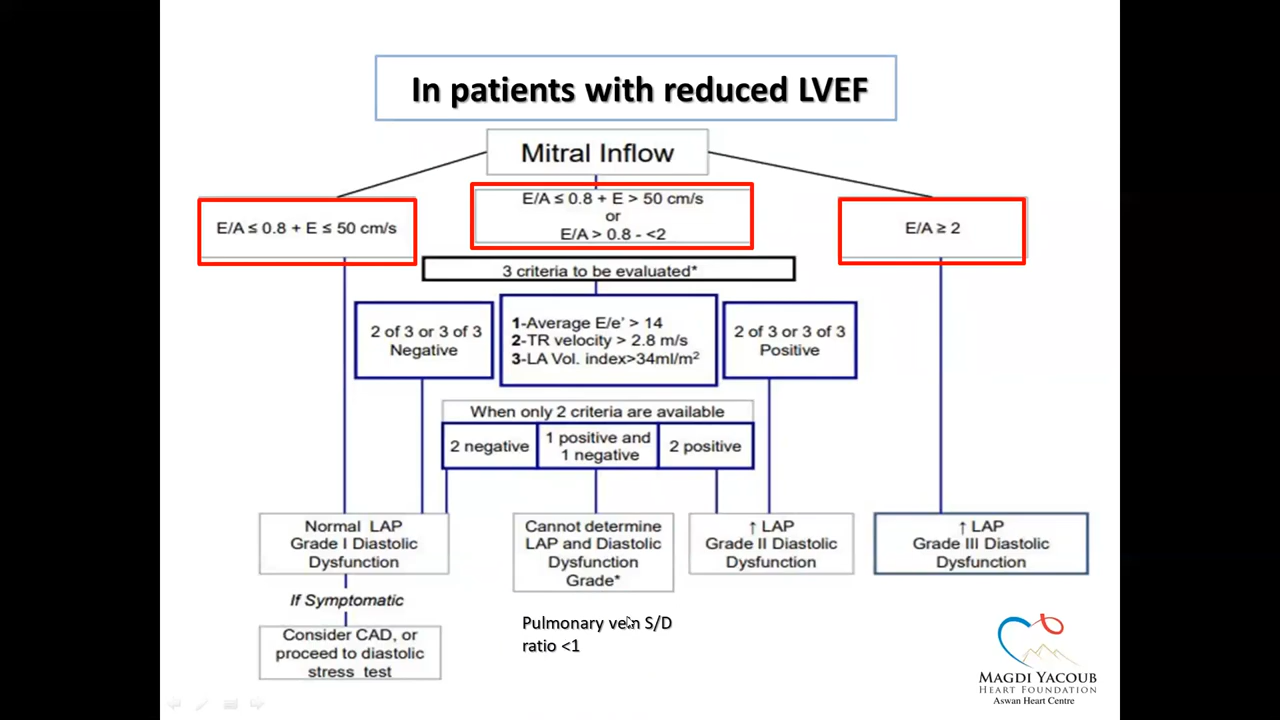 In patients with reduced LVEF
Mitral Inflow
E/A ≤ 0.8 + E ≤ 50 cm/s
E/A ≤ 0.8 + E > 50 cm/s
or
E/A > 0.8 - <2
E/A ≥ 2
3 criteria to be evaluated*
2 of 3 or 3 of 3
Negative
1-Average E/e’ > 14
2-TR velocity > 2.8 m/s
3-LA Vol. index>34ml/m²
2 of 3 or 3 of 3
Positive
When only 2 criteria are available
2 negative
1 positive and
1 negative
2 positive
Normal LAP
Grade I Diastolic
Dysfunction
Cannot determine
LAP and Diastolic
Dysfunction
Grade*
↑ LAP
Grade II Diastolic
Dysfunction
↑ LAP
Grade III Diastolic
Dysfunction
If Symptomatic
Consider CAD, or
proceed to diastolic
stress test
Pulmonary vein S/D
ratio <1
MAGDI YACOUB
HEART FOUNDATION
Aswan Heart Centre